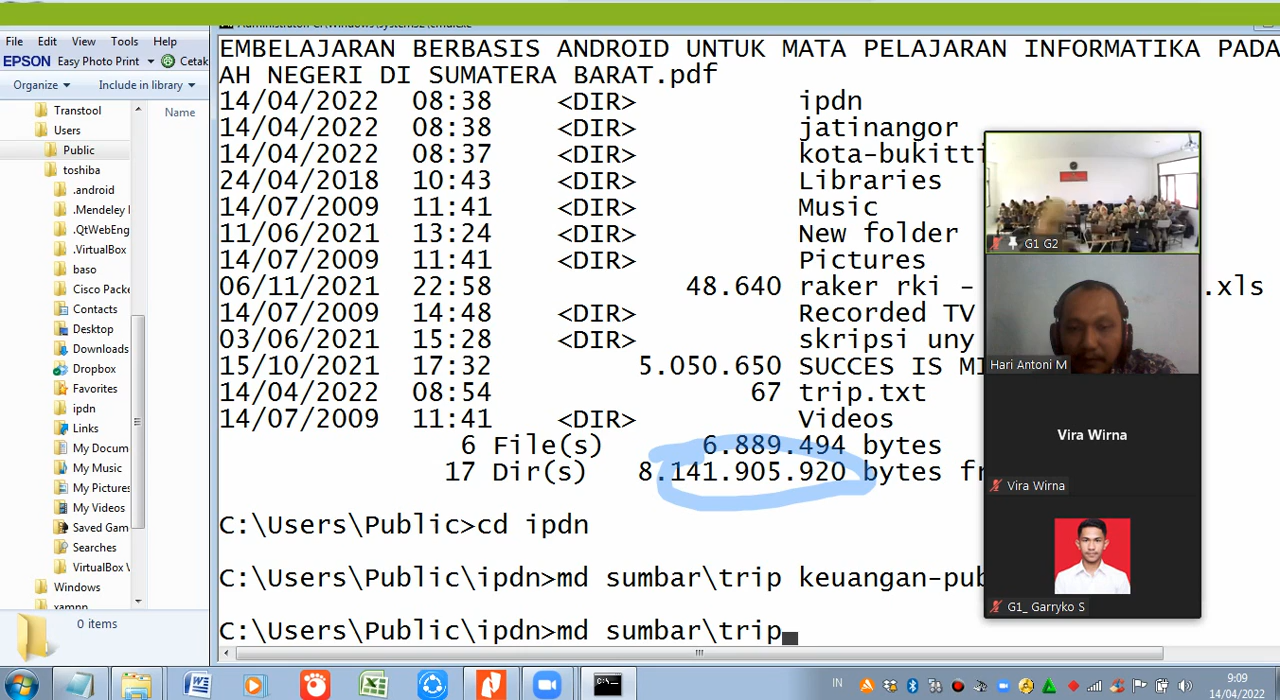 File Edit View Tools Help
EPSON Easy Photo Print Cetak
Organize Include in library
Transtool
Users
Public
toshiba
.android
.Mendeley
.QtWebEng
.VirtualBox
baso
Cisco Packe
Contacts
Desktop
Downloads
Dropbox
Favorites
ipdn
Links
My Docum
My Music
My Pictures
My Videos
Saved Gam
Searches
VirtualBox V
Windows
xampp
0 items
Name
EMBELAJARAN BERBASIS ANDROID UNTUK MATA PELAJARAN INFORMATIKA PADA
AH NEGERI DI SUMATERA BARAT.pdf
14/04/2022 08:38 <DIR> ipdn
14/04/2022 08:38 <DIR> jatinangor
14/04/2022 08:37 <DIR> kota-bukitti
24/04/2018 10:43 <DIR> Libraries
14/07/2009 11:41 <DIR> Music
11/06/2021 13:24 <DIR> New folder
14/07/2009 11:41 <DIR> Pictures
06/11/2021 22:58 48.640 raker rki - .xls
14/07/2009 14:48 <DIR> Recorded TV
03/06/2021 15:28 <DIR> skripsi uny
15/10/2021 17:32 5.050.650 SUCCES IS MI
14/04/2022 08:54 67 trip.txt
14/07/2009 11:41 <DIR> Videos
6 File(s) 6.889.494 bytes
17 Dir(s) 8.141.905.920 bytes fr
C:\Users\Public>cd ipdn
C:\Users\Public\ipdn>md sumbar\trip keuangan-pub
C:\Users\Public\ipdn>md sumbar\trip
G1 G2
Hari Antoni M
Vira Wirna
Vira Wirna
G1_ Garryko S
IN
9:09
14/04/2022